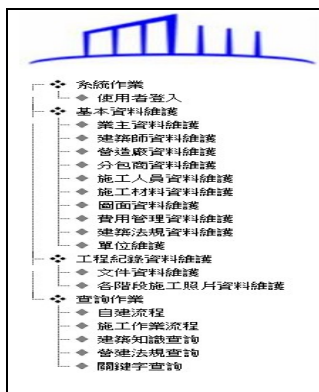 系統作業
使用者登入
基本資料維護
業主資料維護
建築師資料維護
營造廠資料維護
分包商資料維護
施工人員資料維護
施工材料資料維護
圖面資料維護
費用管理資料維護
建築法規資料維護
單位維護
工程紀錄資料維護
文件資料維護
各階段施工照片資料維護
查詢作業
自建流程
施工作業流程
建築知識查詢
營建法規查詢
關鍵字查詢